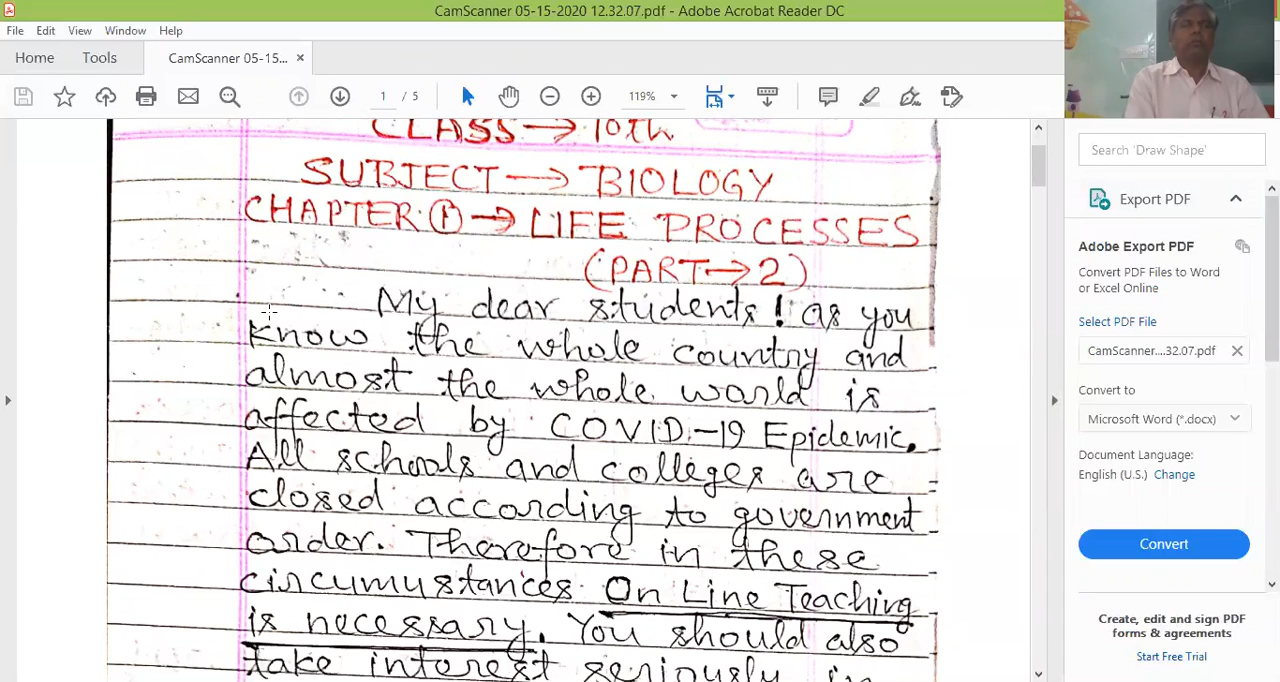 CamScanner 05-15-2020 12.32.07.pdf - Adobe Acrobat Reader DC
File Edit View Window Help
Home Tools CamScanner 05-15... ×
1 / 5 119%
CLASS → 10th
SUBJECT → BIOLOGY
CHAPTER ① → LIFE PROCESSES
(PART → 2)
My dear students! as you
know the whole country and
almost the whole world is
affected by COVID-19 Epidemic.
All schools and colleges are
closed according to government
order. Therefore in these
circumustances On Line Teaching
is necessary. You should also
take interest seriously in
Search 'Draw Shape'
Export PDF
Adobe Export PDF
Convert PDF Files to Word
or Excel Online
Select PDF File
CamScanner....32.07.pdf ×
Convert to
Microsoft Word (*.docx)
Document Language:
English (U.S.) Change
Convert
Create, edit and sign PDF
forms & agreements
Start Free Trial